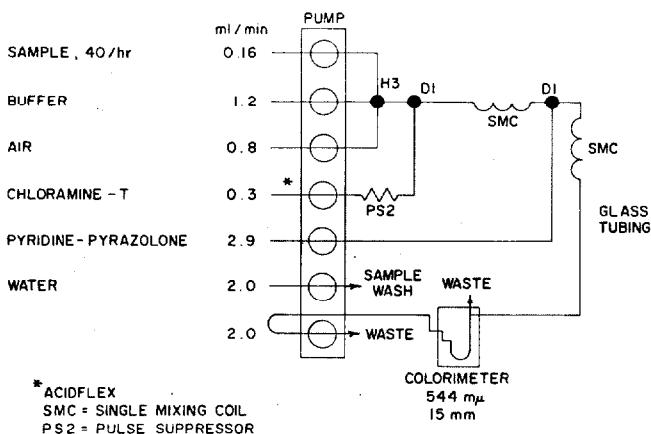 PUMP
ml/min
SAMPLE, 40/hr 0.16
H3 D1 D1
BUFFER 1.2
SMC
AIR 0.8
SMC
CHLORAMINE-T 0.3 *
PS2
GLASS
TUBING
PYRIDINE-PYRAZOLONE 2.9
WATER 2.0 SAMPLE
WASH
WASTE
2.0 WASTE
COLORIMETER
544 mμ
15 mm
*ACIDFLEX
SMC = SINGLE MIXING COIL
PS2 = PULSE SUPPRESSOR